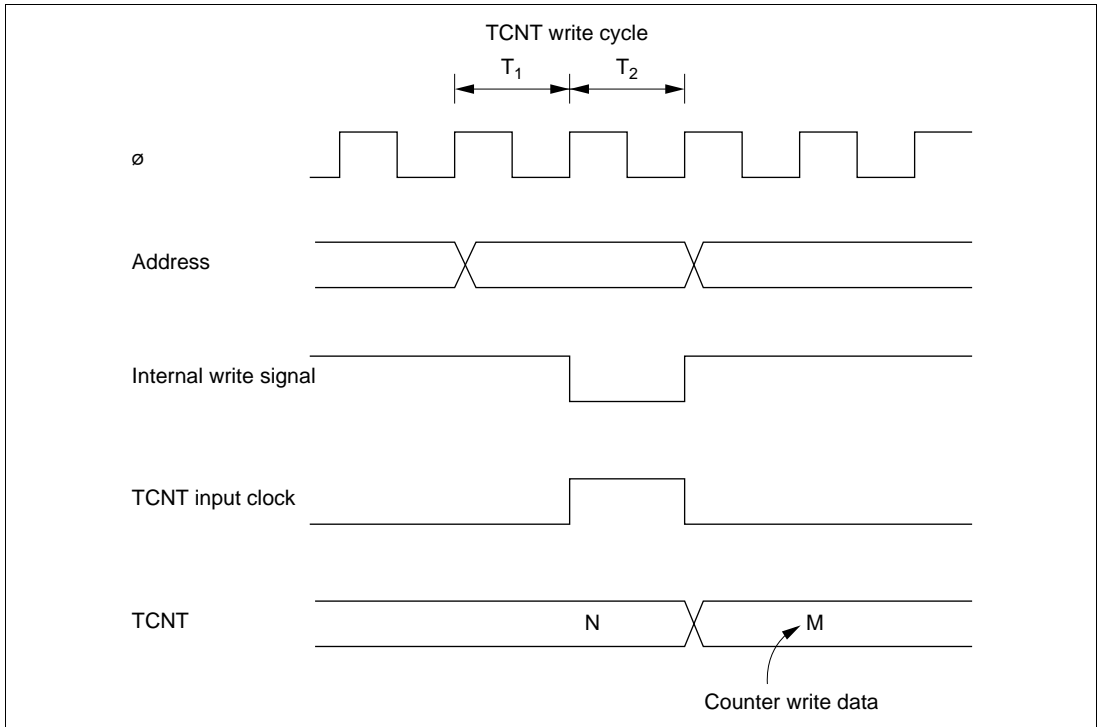 TCNT write cycle
T1 T2
ø
Address
Internal write signal
TCNT input clock
TCNT N M
Counter write data